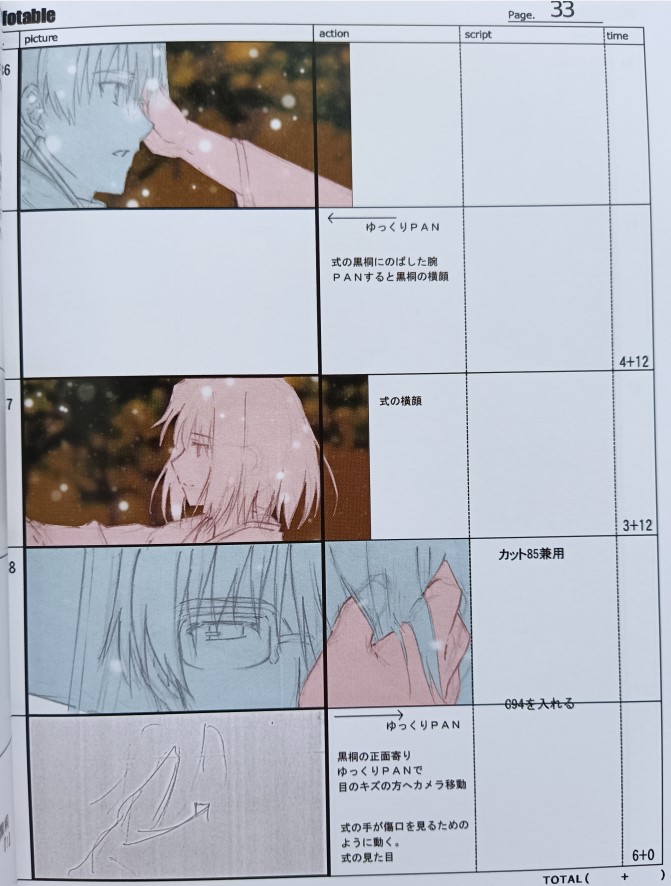 fotable
Page. 33
picture action script time
86
ゆっくりPAN
式の黒桐にのばした腕
PANすると黒桐の横顔
4+12
7
式の横顔
3+12
8
カット85兼用
C94を入れる
ゆっくりPAN
黒桐の正面寄り
ゆっくりPANで
目のキズの方へカメラ移動
式の手が傷口を見るための
ように動く。
式の見た目
6+0
TOTAL( + )